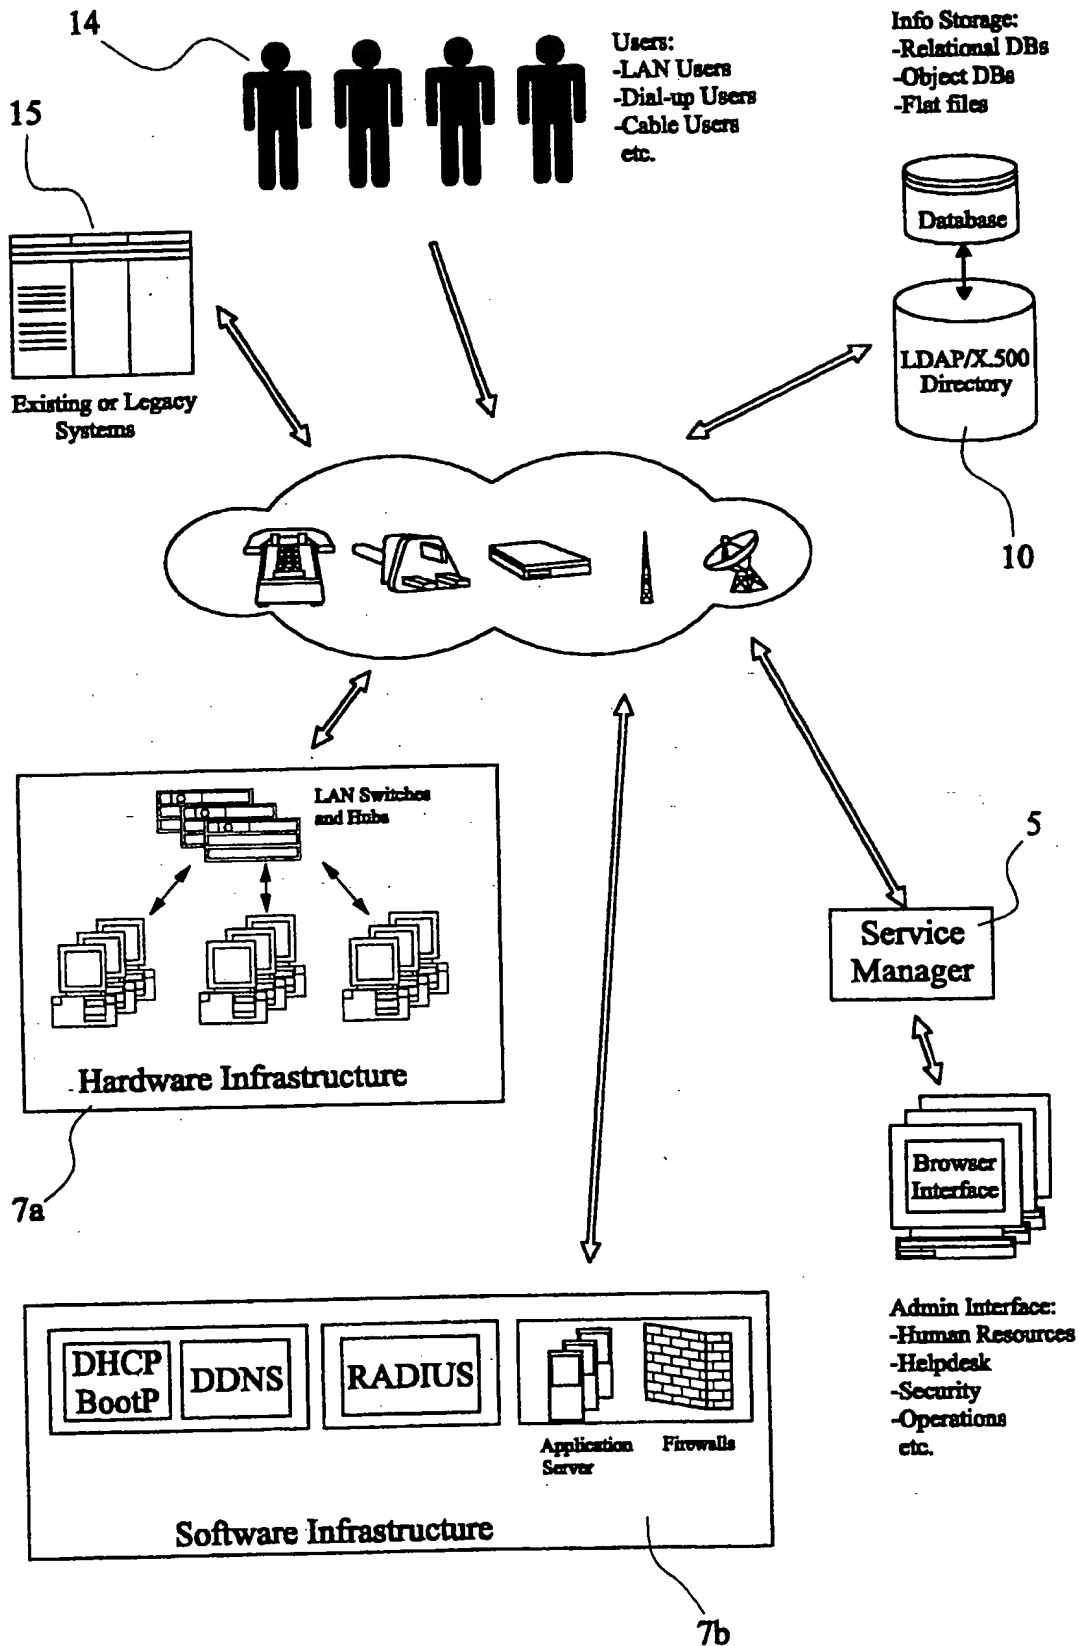 14
Users:
-LAN Users
-Dial-up Users
-Cable Users
etc.
Info Storage:
-Relational DBs
-Object DBs
-Flat files
15
Database
LDAP/X.500
Directory
Existing or Legacy
Systems
10
LAN Switches
and Hubs
5
Service
Manager
Hardware Infrastructure
7a
Browser
Interface
Admin Interface:
-Human Resources
-Helpdesk
-Security
-Operations
etc.
DHCP
BootP
DDNS
RADIUS
Application
Server
Firewalls
Software Infrastructure
7b